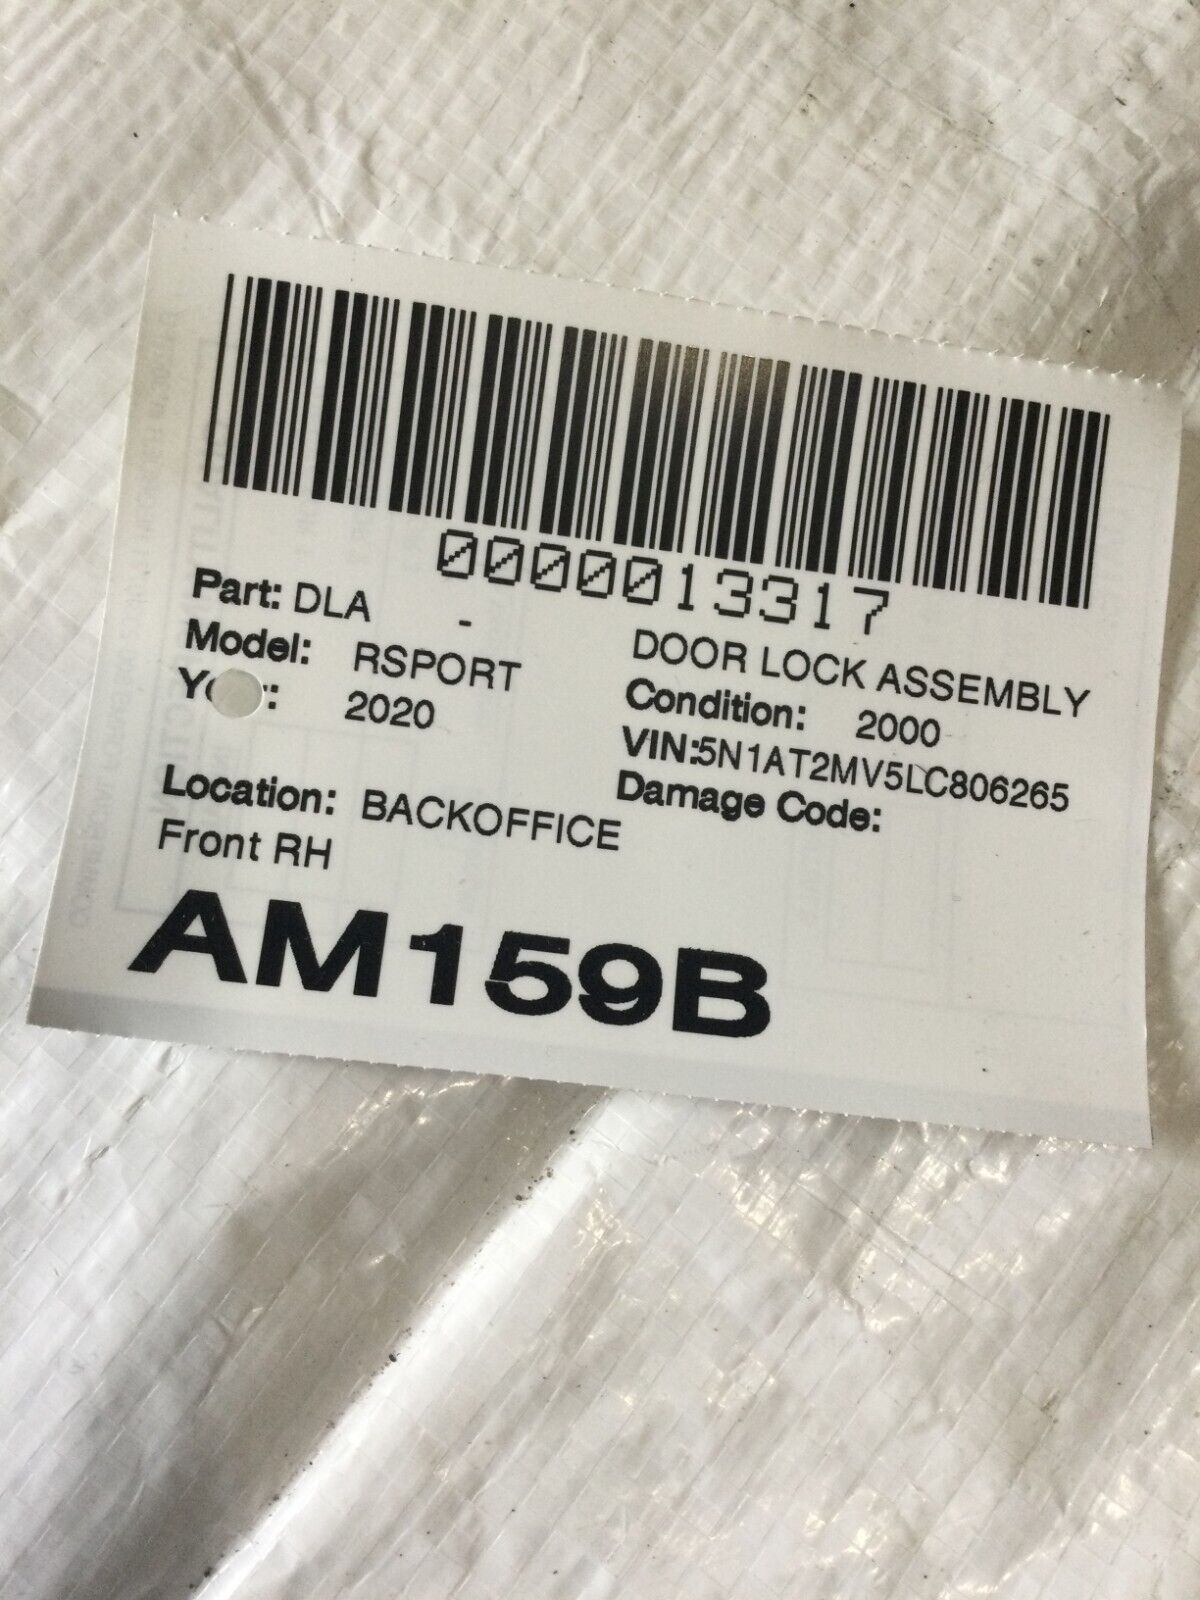 0000013317
Part: DLA - DOOR LOCK ASSEMBLY
Model: RSPORT Condition: 2000
2020 VIN:5N1AT2MV5LC806265
Damage Code:
Location: BACKOFFICE
Front RH
AM159B